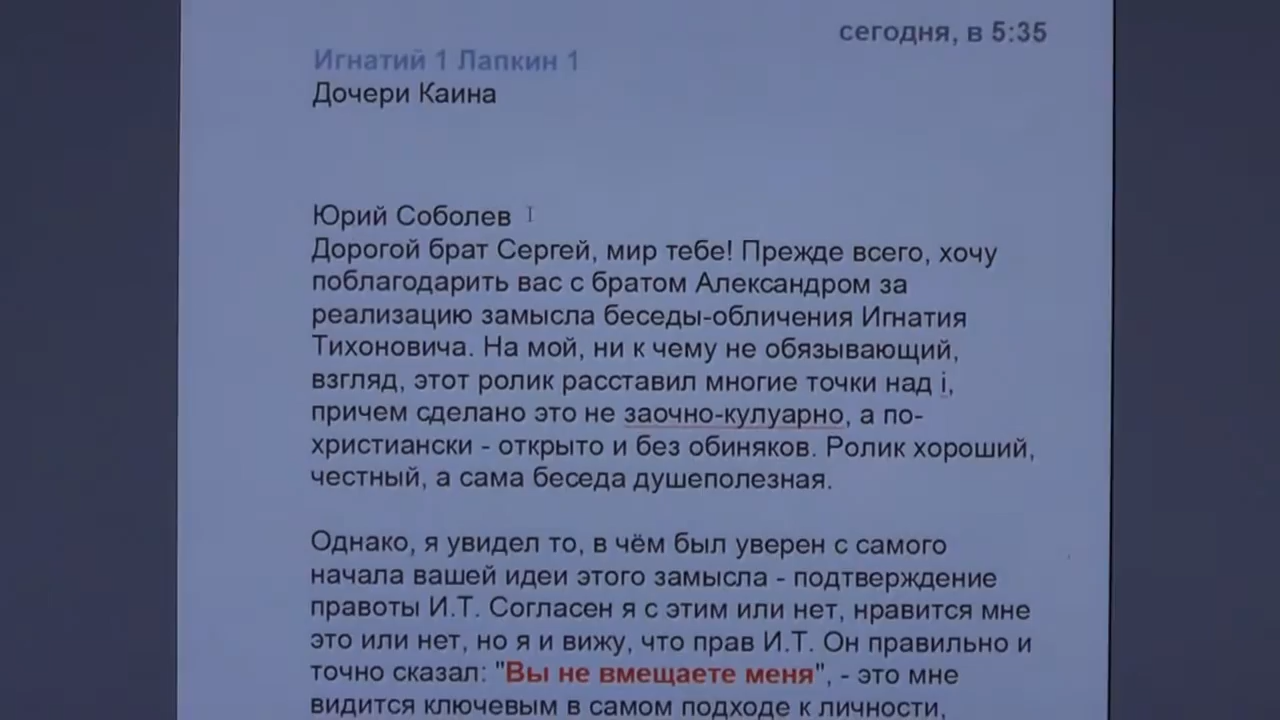 сегодня, в 5:35
Игнатий 1 Лапкин 1
Дочери Каина
Юрий Соболев
Дорогой брат Сергей, мир тебе! Прежде всего, хочу
поблагодарить вас с братом Александром за
реализацию замысла беседы-обличения Игнатия
Тихоновича. На мой, ни к чему не обязывающий,
взгляд, этот ролик расставил многие точки над i,
причем сделано это не заочно-кулуарно, а по-
христиански - открыто и без обиняков. Ролик хороший,
честный, а сама беседа душеполезная.
Однако, я увидел то, в чём был уверен с самого
начала вашей идеи этого замысла - подтверждение
правоты И.Т. Согласен я с этим или нет, нравится мне
это или нет, но я и вижу, что прав И.Т. Он правильно и
точно сказал: "Вы не вмещаете меня", - это мне
видится ключевым в самом подходе к личности,